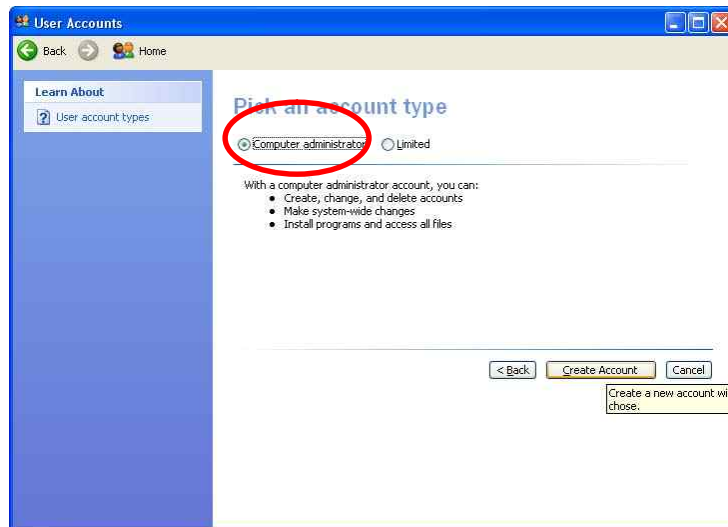 User Accounts
Back Home
Learn About
User account types
Pick an account type
Computer administrator Limited
With a computer administrator account, you can:
• Create, change, and delete accounts
• Make system-wide changes
• Install programs and access all files
< Back Create Account Cancel
Create a new account wi
chose.